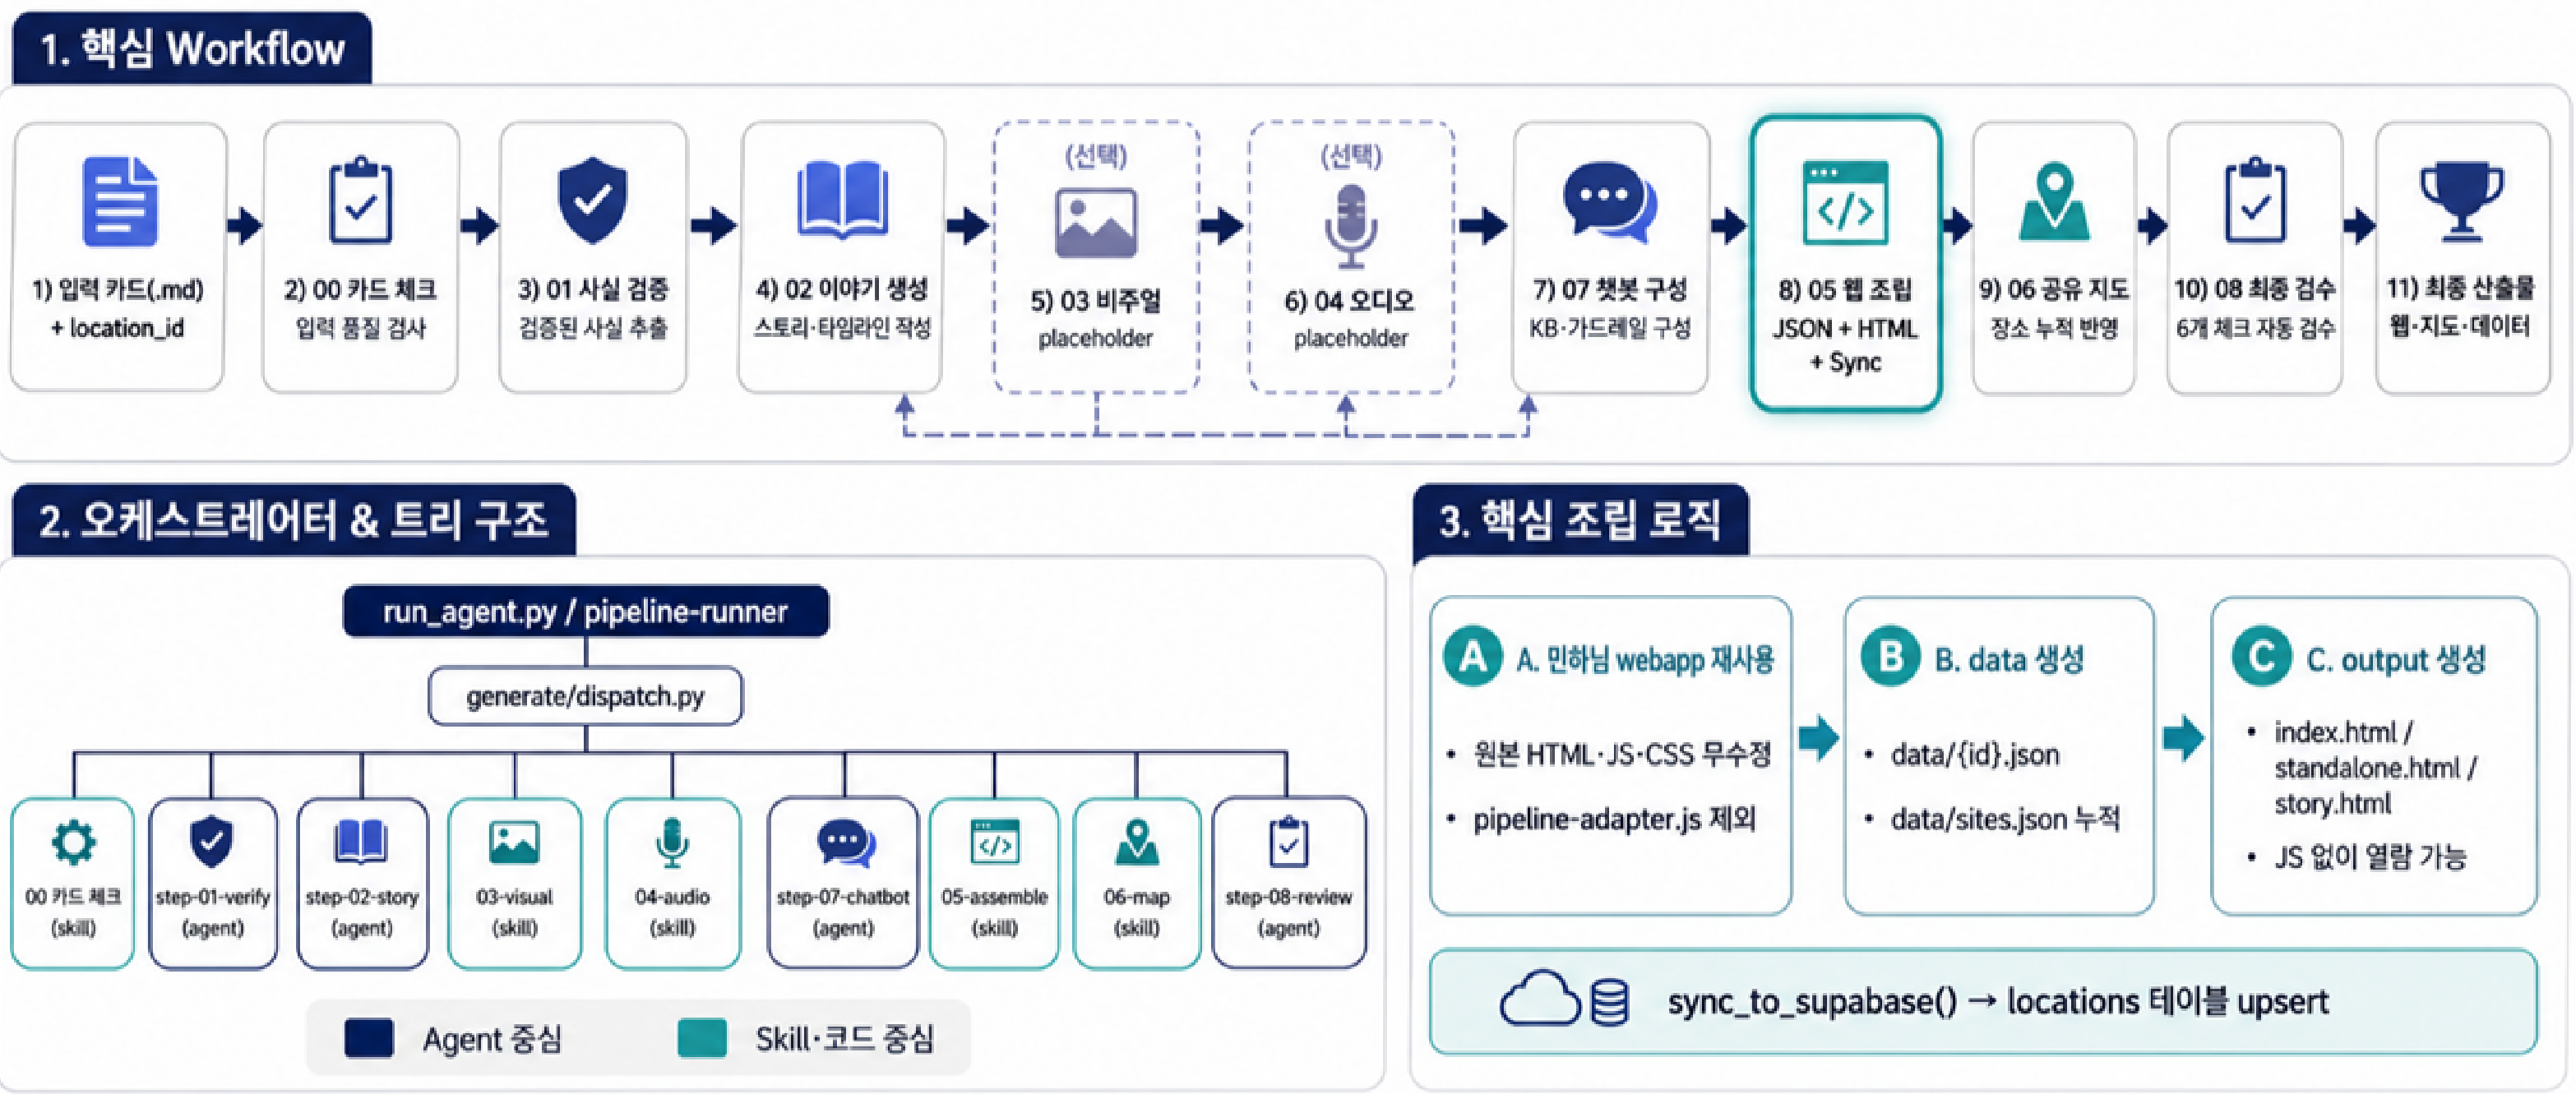 1. 핵심 Workflow
1) 입력 카드(.md)
+ location_id
2) 00 카드 체크
입력 품질 검사
3) 01 사실 검증
검증된 사실 추출
4) 02 이야기 생성
스토리·타임라인 작성
(선택)
5) 03 비주얼
placeholder
(선택)
6) 04 오디오
placeholder
7) 07 챗봇 구성
KB·가드레일 구성
8) 05 웹 조립
JSON + HTML
+ Sync
9) 06 공유 지도
장소 누적 반영
10) 08 최종 검수
6개 체크 자동 검수
11) 최종 산출물
웹·지도·데이터
2. 오케스트레어터 & 트리 구조
run_agent.py / pipeline-runner
generate/dispatch.py
00 카드 체크
(skill)
step-01-verify
(agent)
step-02-story
(agent)
03-visual
(skill)
04-audio
(skill)
step-07-chatbot
(agent)
05-assemble
(skill)
06-map
(skill)
step-08-review
(agent)
Agent 중심
Skill·코드 중심
3. 핵심 조립 로직
A
A. 민하님 webapp 재사용
• 원본 HTML·JS·CSS 무수정
• pipeline-adapter.js 제외
B
B. data 생성
• data/{id}.json
• data/sites.json 누적
C
C. output 생성
• index.html /
standalone.html /
story.html
• JS 없이 열람 가능
sync_to_supabase() → locations 테이블 upsert